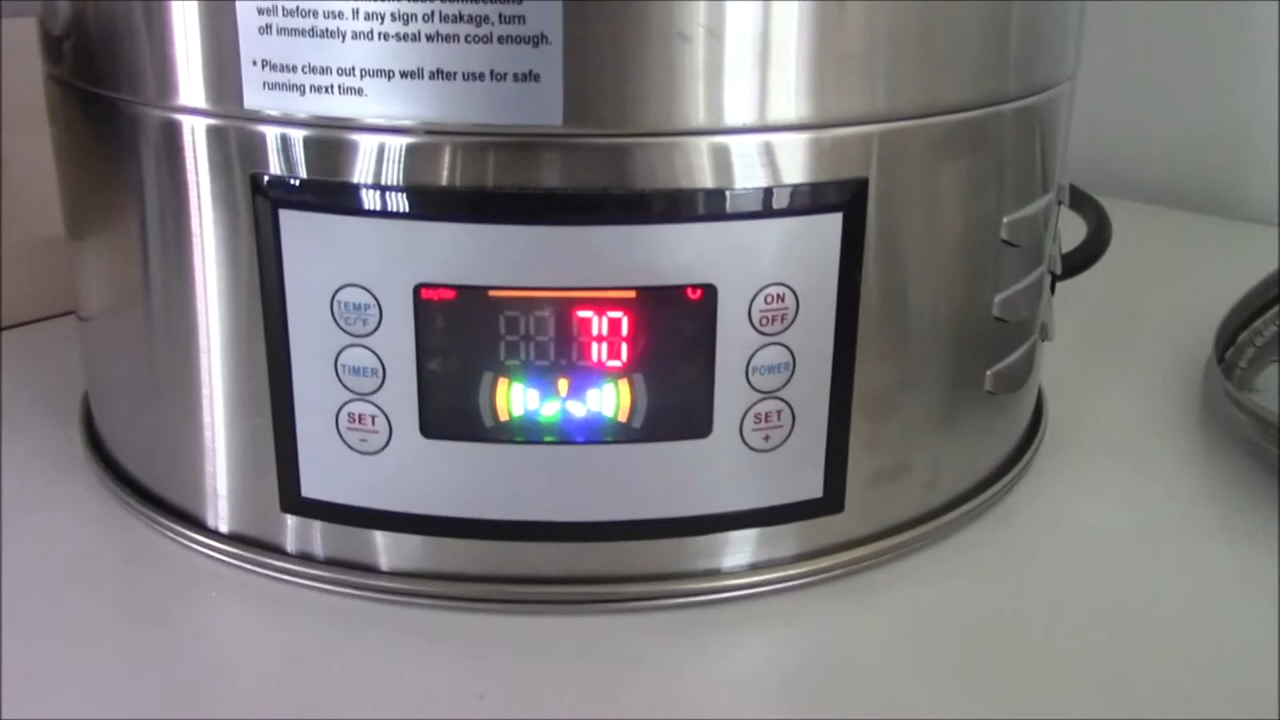 well before use. If any sign of leakage, turn
off immediately and re-seal when cool enough.
* Please clean out pump well after use for safe
running next time.
TEMP°
°C/°F
TIMER
SET
-
70
ON
OFF
POWER
SET
+